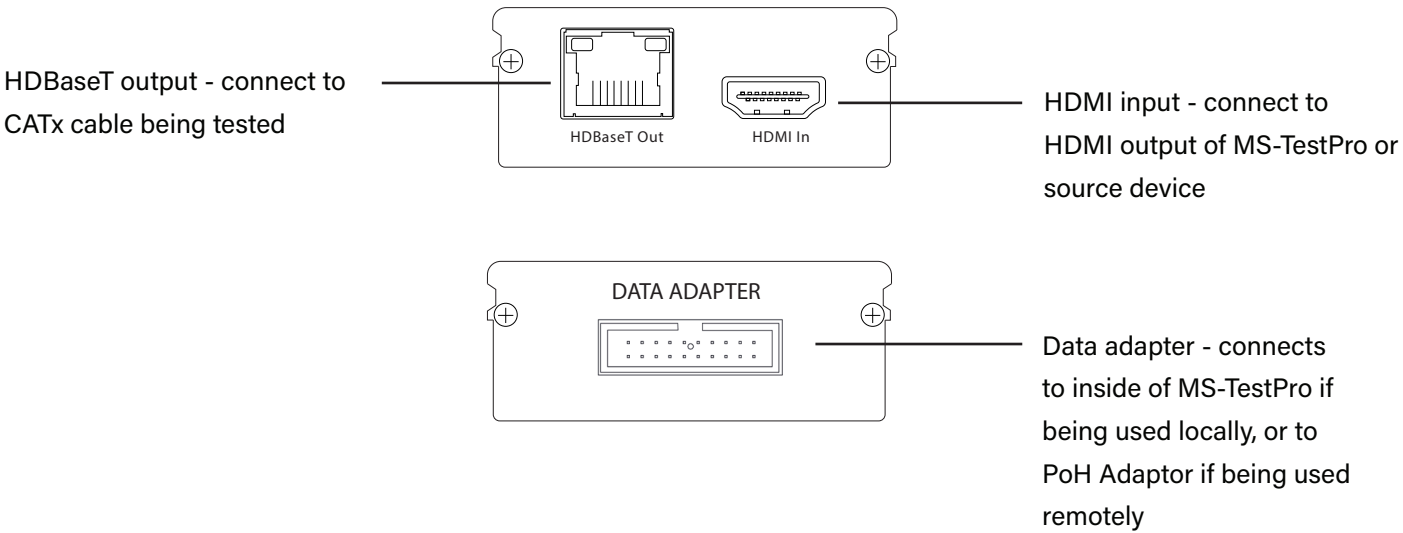 HDBaseT output - connect to
CATx cable being tested
HDBaseT Out
HDMI In
HDMI input - connect to
HDMI output of MS-TestPro or
source device
DATA ADAPTER
Data adapter - connects
to inside of MS-TestPro if
being used locally, or to
PoH Adaptor if being used
remotely